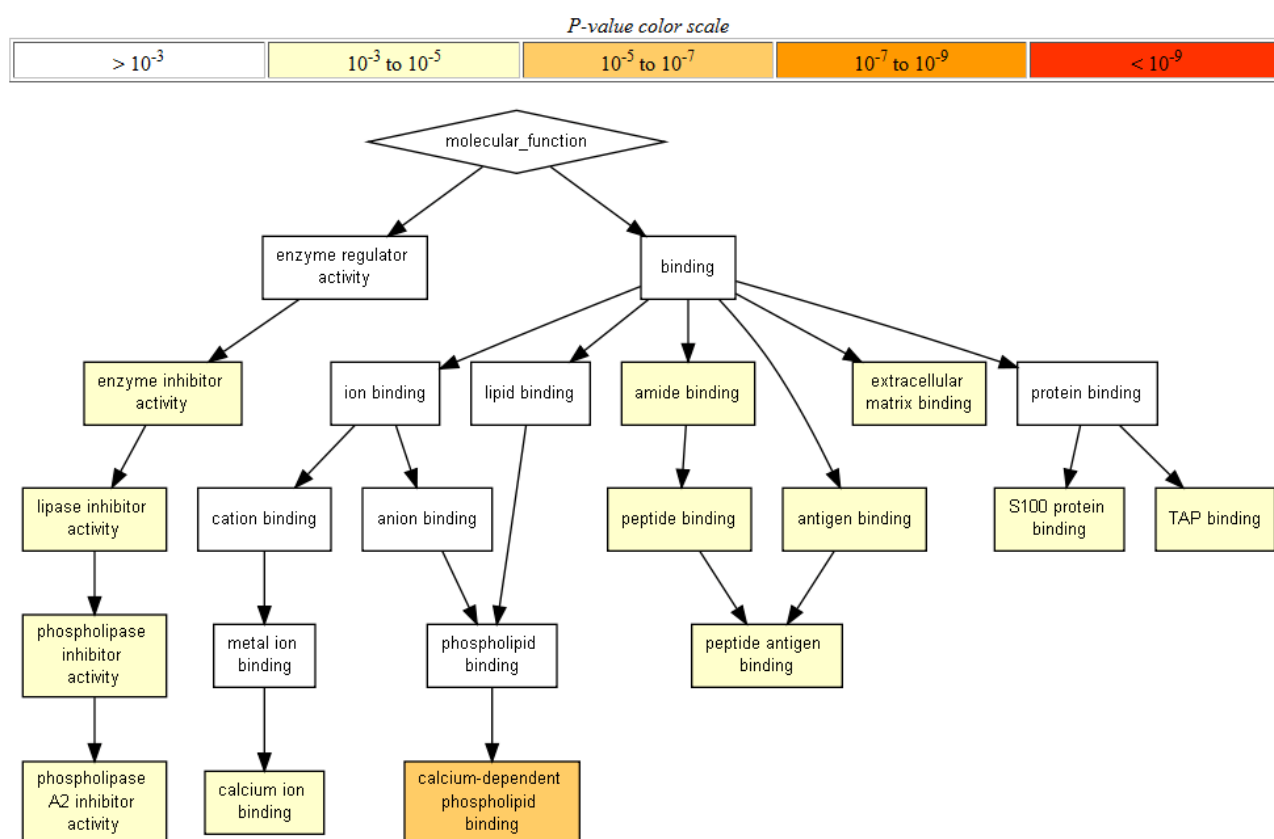 P-value color scale
> 10⁻³
10⁻³ to 10⁻⁵
10⁻⁵ to 10⁻⁷
10⁻⁷ to 10⁻⁹
< 10⁻⁹
molecular_function
enzyme regulator
activity
binding
enzyme inhibitor
activity
ion binding
lipid binding
amide binding
extracellular
matrix binding
protein binding
lipase inhibitor
activity
cation binding
anion binding
peptide binding
antigen binding
S100 protein
binding
TAP binding
phospholipase
inhibitor
activity
metal ion
binding
phospholipid
binding
peptide antigen
binding
phospholipase
A2 inhibitor
activity
calcium ion
binding
calcium-dependent
phospholipid
binding